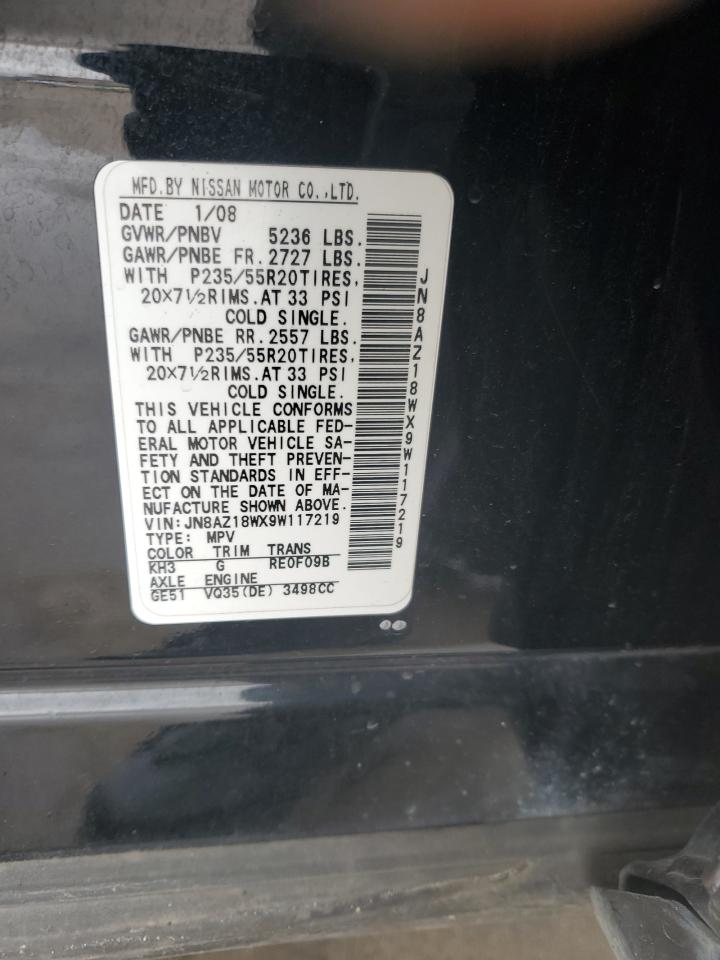 MFD.BY NISSAN MOTOR CO.,LTD.
DATE 1/08
GVWR/PNBV 5236 LBS.
GAWR/PNBE FR. 2727 LBS.
WITH P235/55R20TIRES,
20×7½RIMS.AT 33 PSI
COLD SINGLE.
GAWR/PNBE RR. 2557 LBS.
WITH P235/55R20TIRES,
20×7½RIMS.AT 33 PSI
COLD SINGLE.
THIS VEHICLE CONFORMS
TO ALL APPLICABLE FED-
ERAL MOTOR VEHICLE SA-
FETY AND THEFT PREVEN-
TION STANDARDS IN EFF-
ECT ON THE DATE OF MA-
NUFACTURE SHOWN ABOVE.
VIN:JN8AZ18WX9W117219
TYPE: MPV
COLOR TRIM TRANS
KH3 G RE0F09B
AXLE ENGINE
GE51 VQ35(DE) 3498CC
JN8AZ18WX9W117219